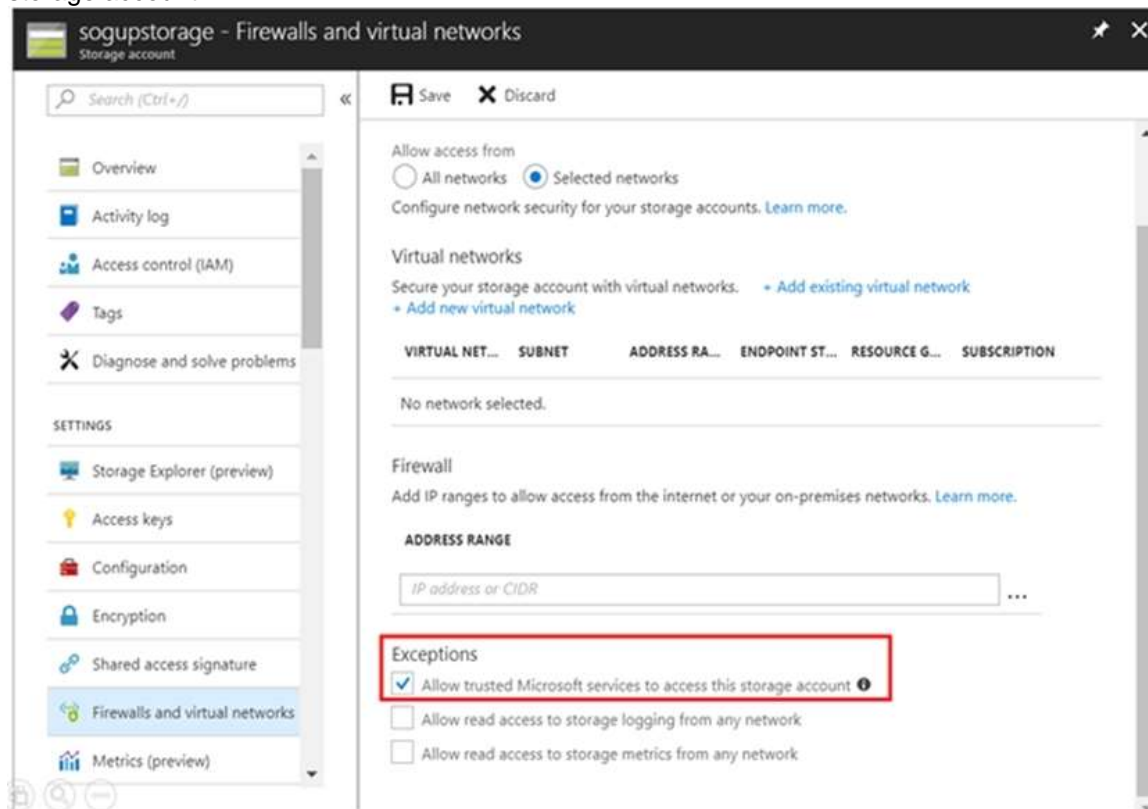 storage account
sogupstorage - Firewalls and virtual networks
Storage account
Search (Ctrl+/)
Overview
Activity log
Access control (IAM)
Tags
Diagnose and solve problems
SETTINGS
Storage Explorer (preview)
Access keys
Configuration
Encryption
Shared access signature
Firewalls and virtual networks
Metrics (preview)
Save Discard
Allow access from
All networks Selected networks
Configure network security for your storage accounts. Learn more.
Virtual networks
Secure your storage account with virtual networks. + Add existing virtual network
+ Add new virtual network
VIRTUAL NET... SUBNET ADDRESS RA... ENDPOINT ST... RESOURCE G... SUBSCRIPTION
No network selected.
Firewall
Add IP ranges to allow access from the internet or your on-premises networks. Learn more.
ADDRESS RANGE
IP address or CIDR
...
Exceptions
Allow trusted Microsoft services to access this storage account
Allow read access to storage logging from any network
Allow read access to storage metrics from any network